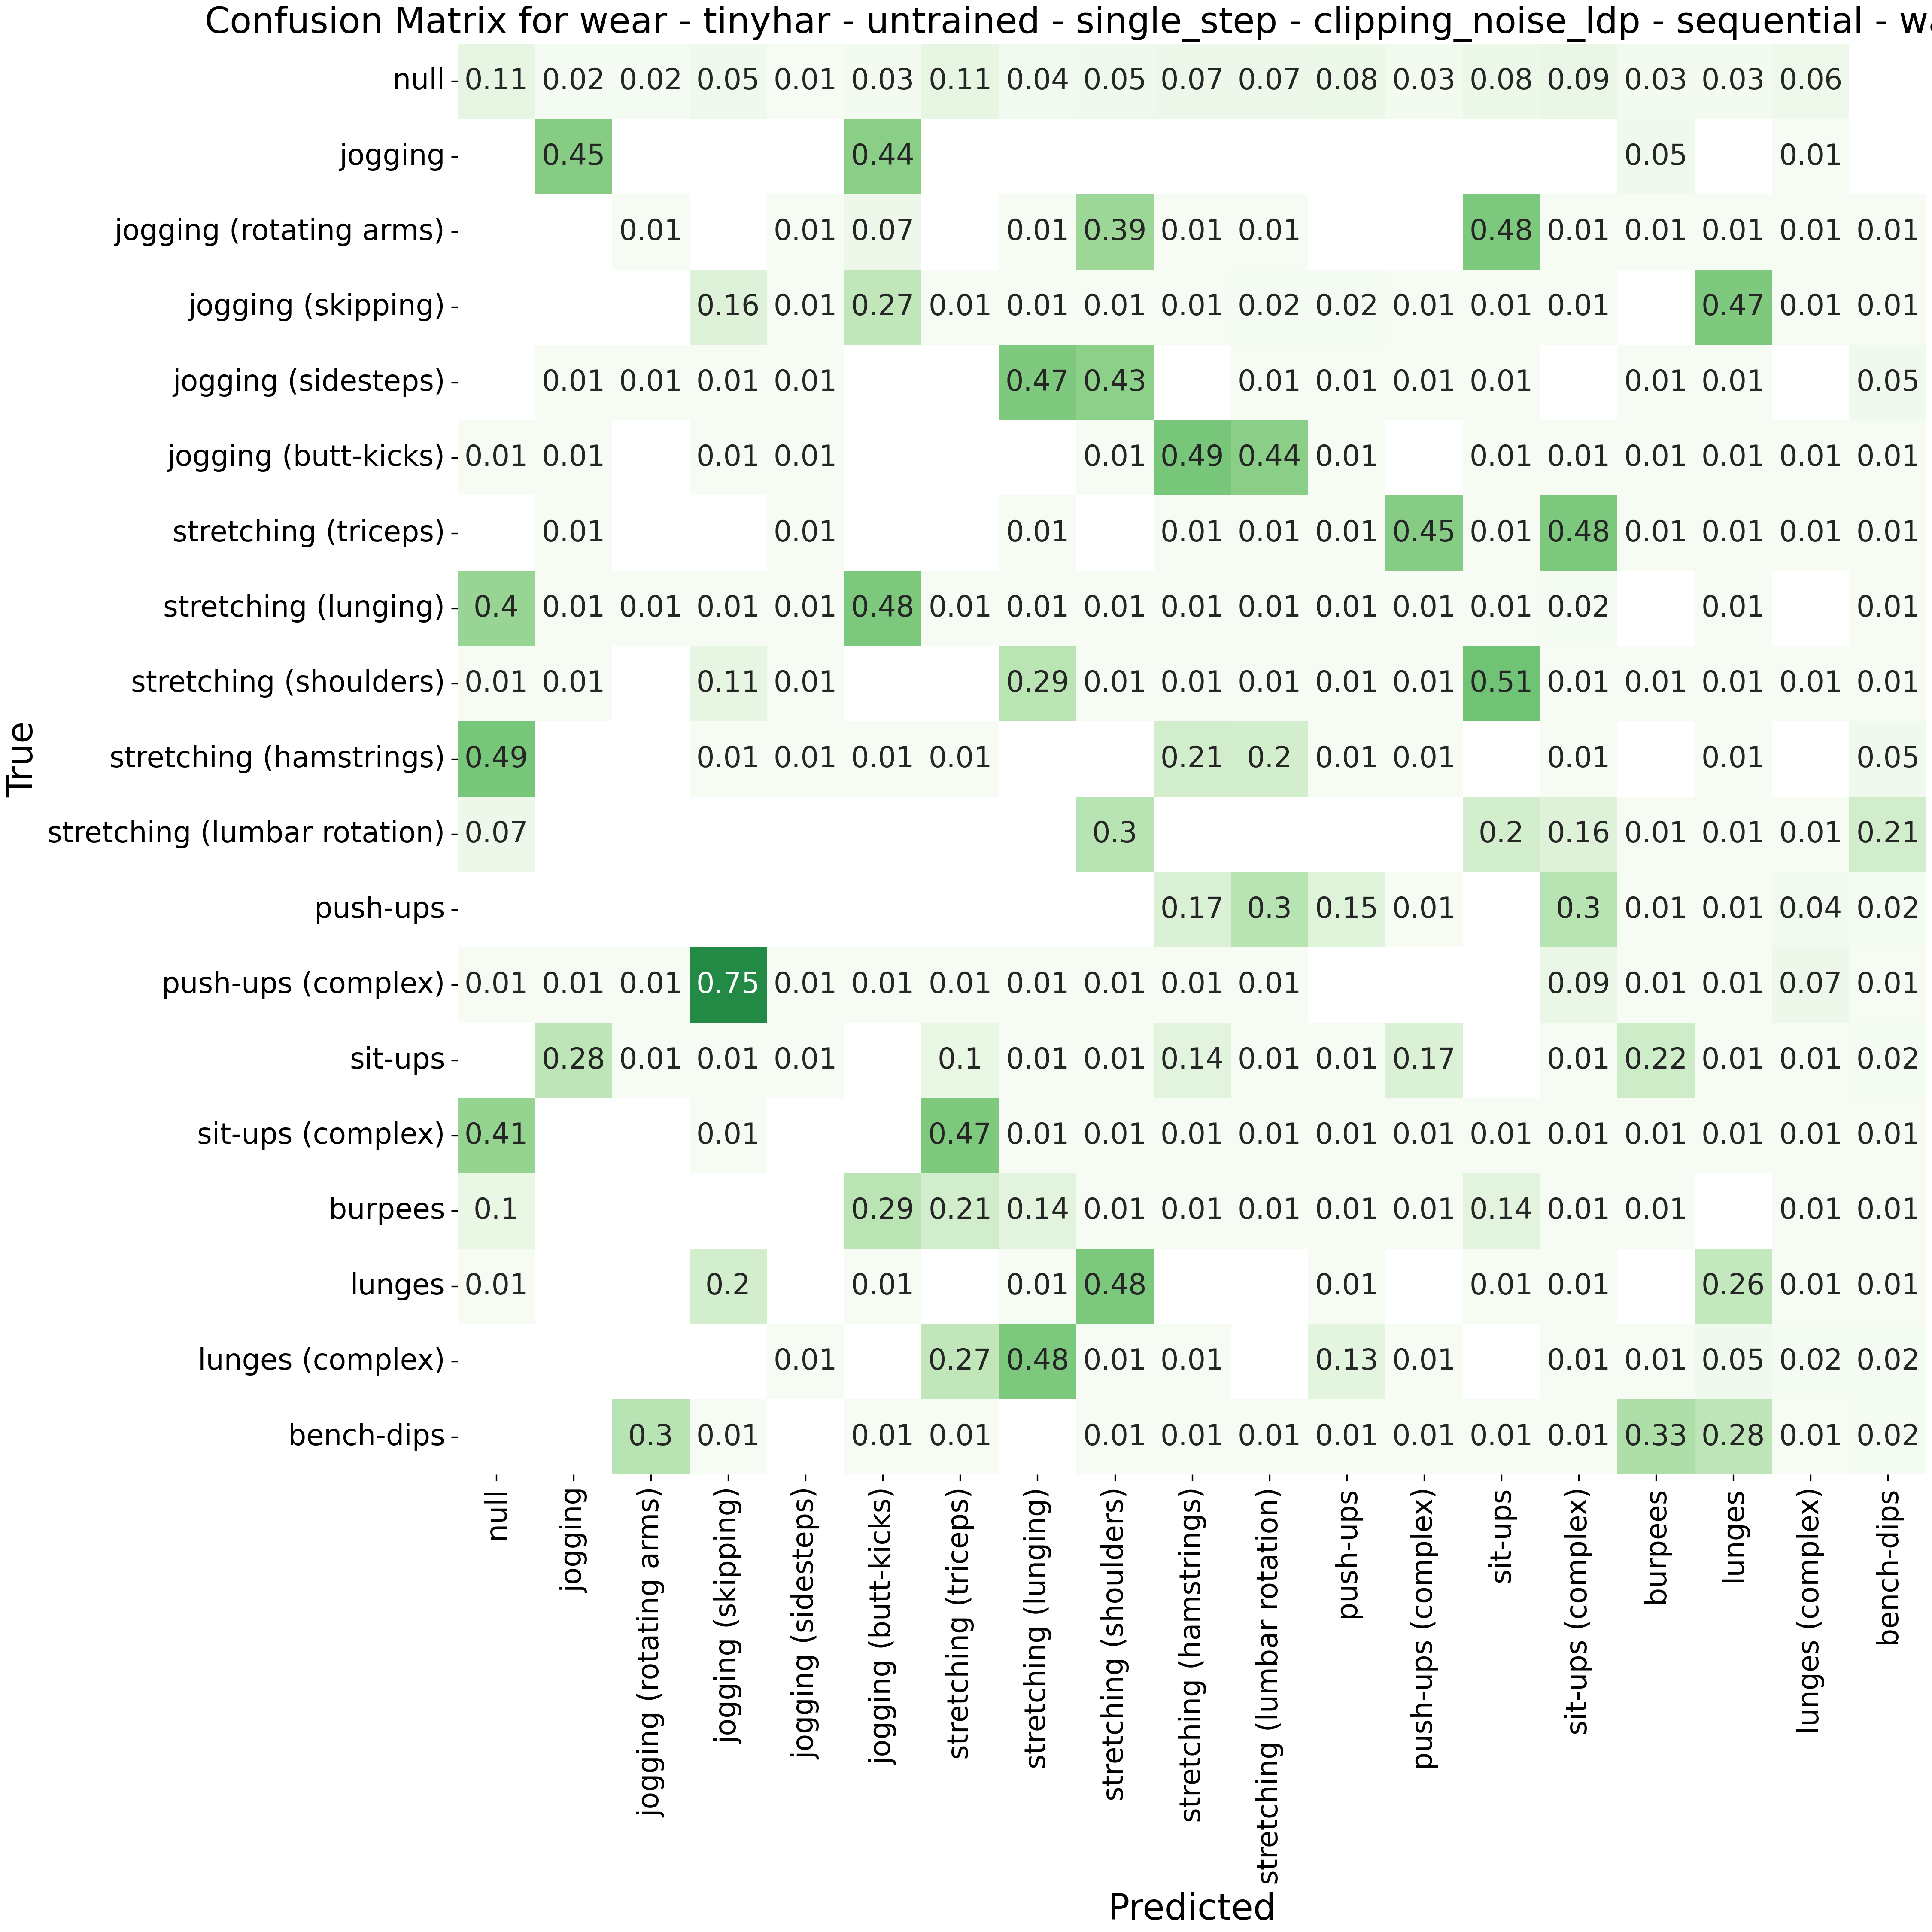 Confusion Matrix for wear - tinyhar - untrained - single_step - clipping_noise_ldp - sequential -
True
null 0.11 0.02 0.02 0.05 0.01 0.03 0.11 0.04 0.05 0.07 0.07 0.08 0.03 0.08 0.09 0.03 0.03 0.06
jogging 0.45 0.44 0.05 0.01
jogging (rotating arms) 0.01 0.01 0.07 0.01 0.39 0.01 0.01 0.48 0.01 0.01 0.01 0.01 0.01
jogging (skipping) 0.16 0.01 0.27 0.01 0.01 0.01 0.01 0.02 0.02 0.01 0.01 0.01 0.47 0.01 0.01
jogging (sidesteps) 0.01 0.01 0.01 0.01 0.47 0.43 0.01 0.01 0.01 0.01 0.01 0.01 0.05
jogging (butt-kicks) 0.01 0.01 0.01 0.01 0.01 0.49 0.44 0.01 0.01 0.01 0.01 0.01 0.01 0.01
stretching (triceps) 0.01 0.01 0.01 0.01 0.01 0.01 0.45 0.01 0.48 0.01 0.01 0.01 0.01
stretching (lunging) 0.4 0.01 0.01 0.01 0.01 0.48 0.01 0.01 0.01 0.01 0.01 0.01 0.01 0.01 0.02 0.01 0.01
stretching (shoulders) 0.01 0.01 0.11 0.01 0.29 0.01 0.01 0.01 0.01 0.01 0.51 0.01 0.01 0.01 0.01 0.01
stretching (hamstrings) 0.49 0.01 0.01 0.01 0.01 0.21 0.2 0.01 0.01 0.01 0.01 0.05
stretching (lumbar rotation) 0.07 0.3 0.2 0.16 0.01 0.01 0.01 0.21
push-ups 0.17 0.3 0.15 0.01 0.3 0.01 0.01 0.04 0.02
push-ups (complex) 0.01 0.01 0.01 0.75 0.01 0.01 0.01 0.01 0.01 0.01 0.01 0.09 0.01 0.01 0.07 0.01
sit-ups 0.28 0.01 0.01 0.01 0.1 0.01 0.01 0.14 0.01 0.01 0.17 0.01 0.22 0.01 0.01 0.02
sit-ups (complex) 0.41 0.01 0.47 0.01 0.01 0.01 0.01 0.01 0.01 0.01 0.01 0.01 0.01 0.01 0.01
burpees 0.1 0.29 0.21 0.14 0.01 0.01 0.01 0.01 0.01 0.14 0.01 0.01 0.01 0.01
lunges 0.01 0.2 0.01 0.01 0.48 0.01 0.01 0.01 0.26 0.01 0.01
lunges (complex) 0.01 0.27 0.48 0.01 0.01 0.13 0.01 0.01 0.01 0.05 0.02 0.02
bench-dips 0.3 0.01 0.01 0.01 0.01 0.01 0.01 0.01 0.01 0.01 0.01 0.33 0.28 0.01 0.02
null
jogging
jogging (rotating arms)
jogging (skipping)
jogging (sidesteps)
jogging (butt-kicks)
stretching (triceps)
stretching (lunging)
stretching (shoulders)
stretching (hamstrings)
stretching (lumbar rotation)
push-ups
push-ups (complex)
sit-ups
sit-ups (complex)
burpees
lunges
lunges (complex)
bench-dips
Predicted